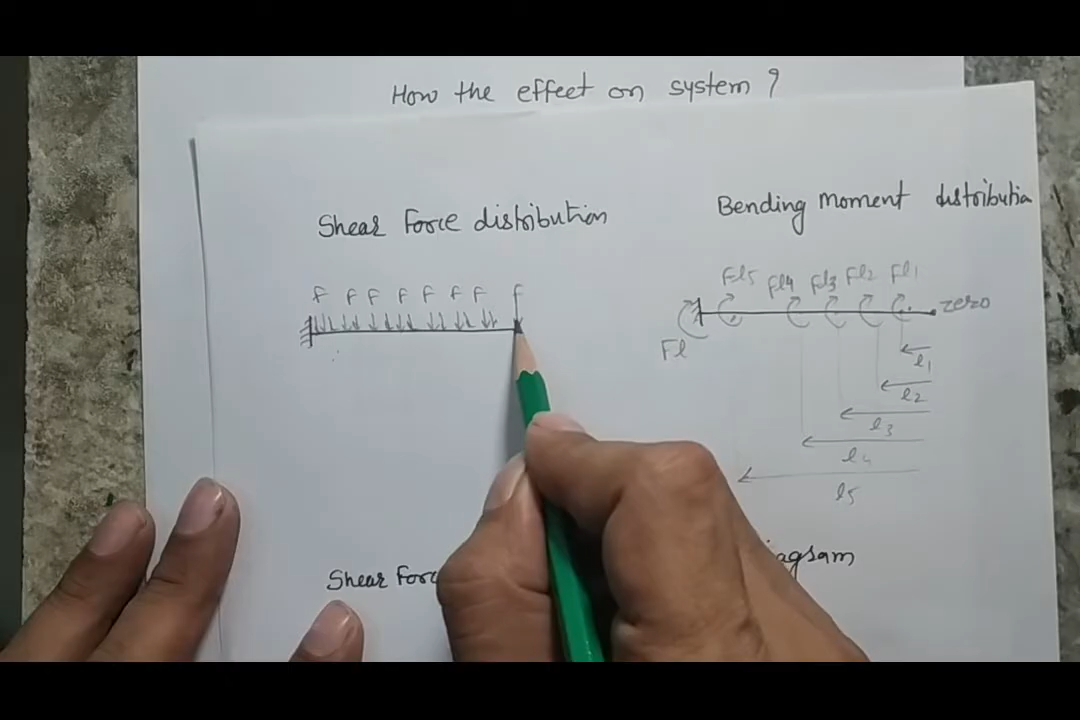 How the effect on system ?
Shear Force distribution
Bending moment distribution
F F F F F F F F
Fl5 Fl4 Fl3 Fl2 Fl1
zero
Fl
l1
l2
l3
l4
l5
Shear Forc
iagram